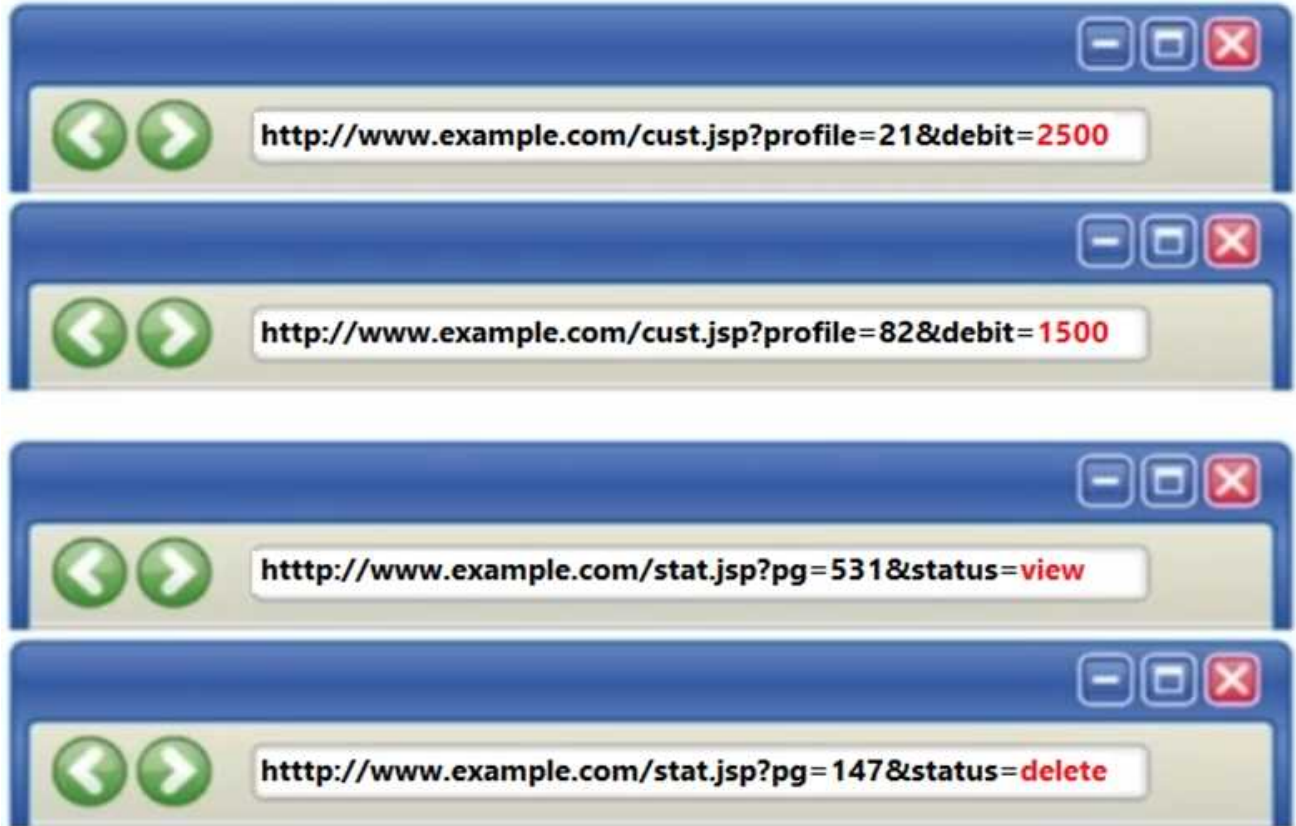 http://www.example.com/cust.jsp?profile=21&debit=2500
http://www.example.com/cust.jsp?profile=82&debit=1500
htttp://www.example.com/stat.jsp?pg=531&status=view
htttp://www.example.com/stat.jsp?pg=147&status=delete